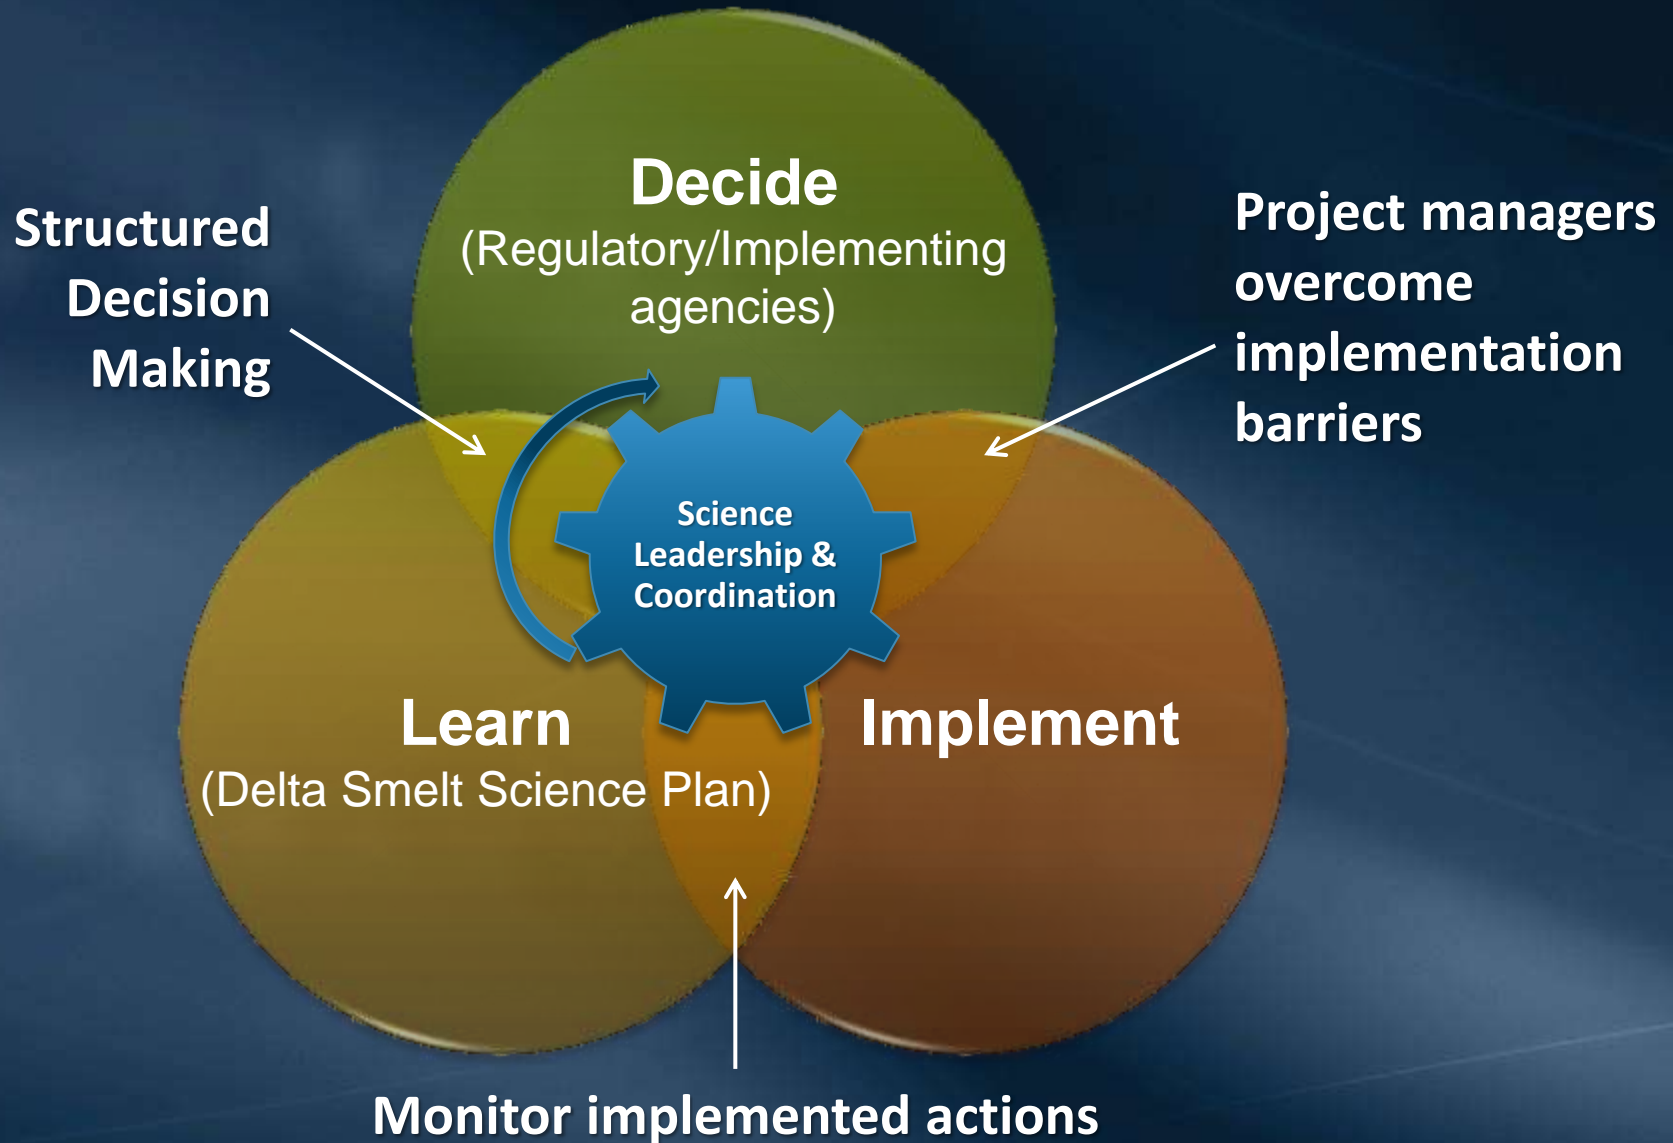 Decide
(Regulatory/Implementing
agencies)
Structured
Decision
Making
Project managers
overcome
implementation
barriers
Science
Leadership &
Coordination
Learn
(Delta Smelt Science Plan)
Implement
Monitor implemented actions